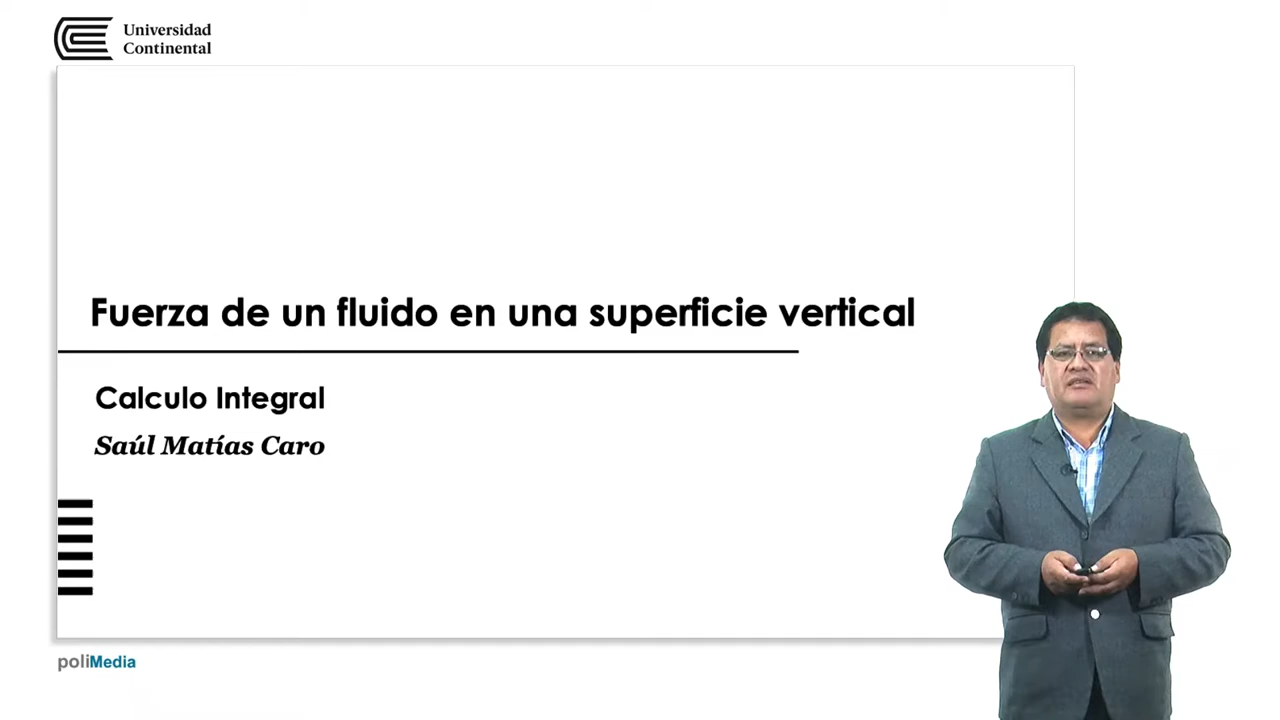 Universidad
Continental
Fuerza de un fluido en una superficie vertical
Calculo Integral
Saúl Matías Caro
poliMedia